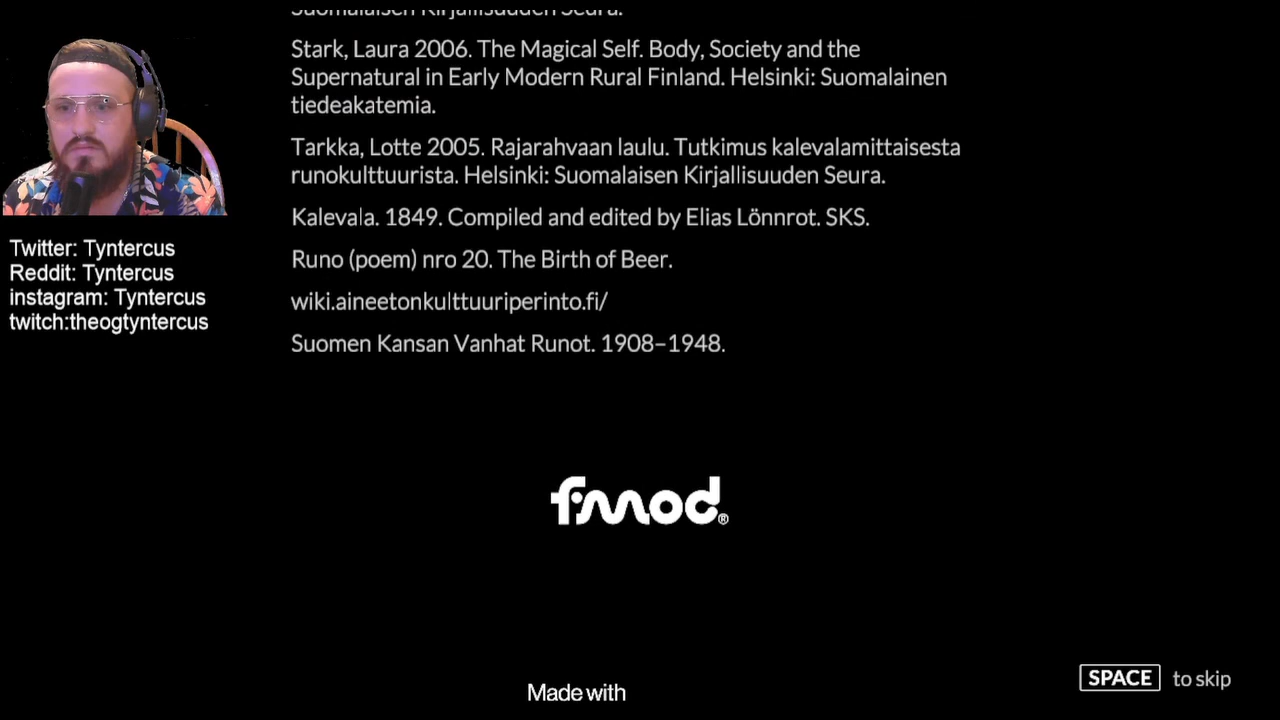 Suomalaisen Kirjallisuuden Seura.
Stark, Laura 2006. The Magical Self. Body, Society and the
Supernatural in Early Modern Rural Finland. Helsinki: Suomalainen
tiedeakatemia.
Tarkka, Lotte 2005. Rajarahvaan laulu. Tutkimus kalevalamittaisesta
runokulttuurista. Helsinki: Suomalaisen Kirjallisuuden Seura.
Kalevala. 1849. Compiled and edited by Elias Lönnrot. SKS.
Runo (poem) nro 20. The Birth of Beer.
wiki.aineetonkulttuuriperinto.fi/
Suomen Kansan Vanhat Runot. 1908–1948.
Twitter: Tyntercus
Reddit: Tyntercus
instagram: Tyntercus
twitch:theogtyntercus
fmod®
Made with
SPACE to skip